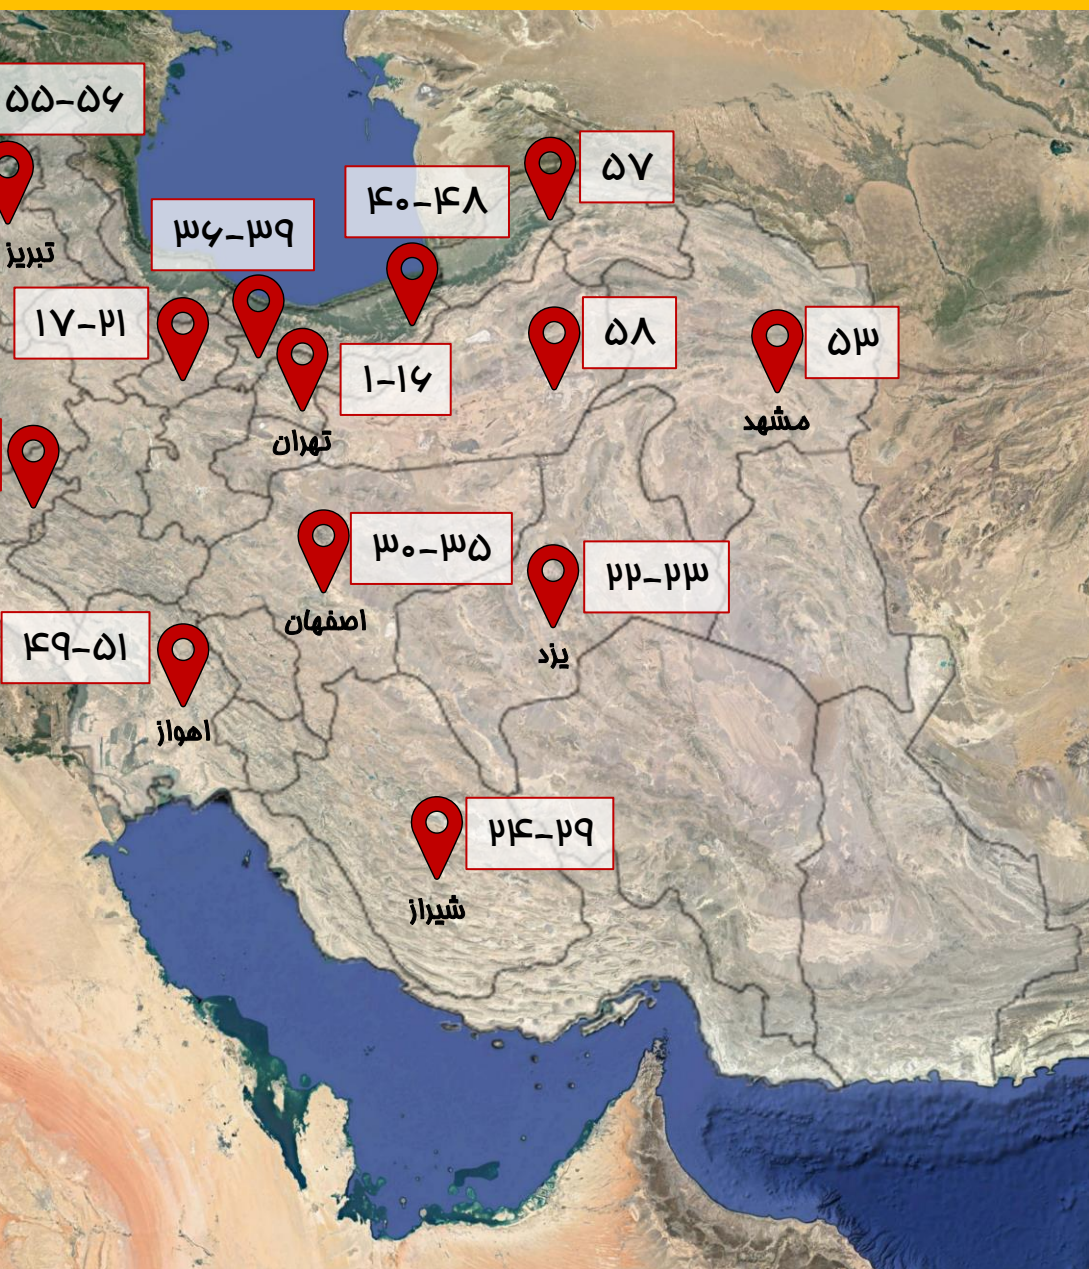 ۵۵-۵۶
تبریز
۵۷
۴۰-۴۸
۳۶-۳۹
۱۷-۲۱
۱-۱۶
تهران
۵۸
۵۳
مشهد
۳۰-۳۵
اصفهان
۲۲-۲۳
یزد
۴۹-۵۱
اهواز
۲۴-۲۹
شیراز